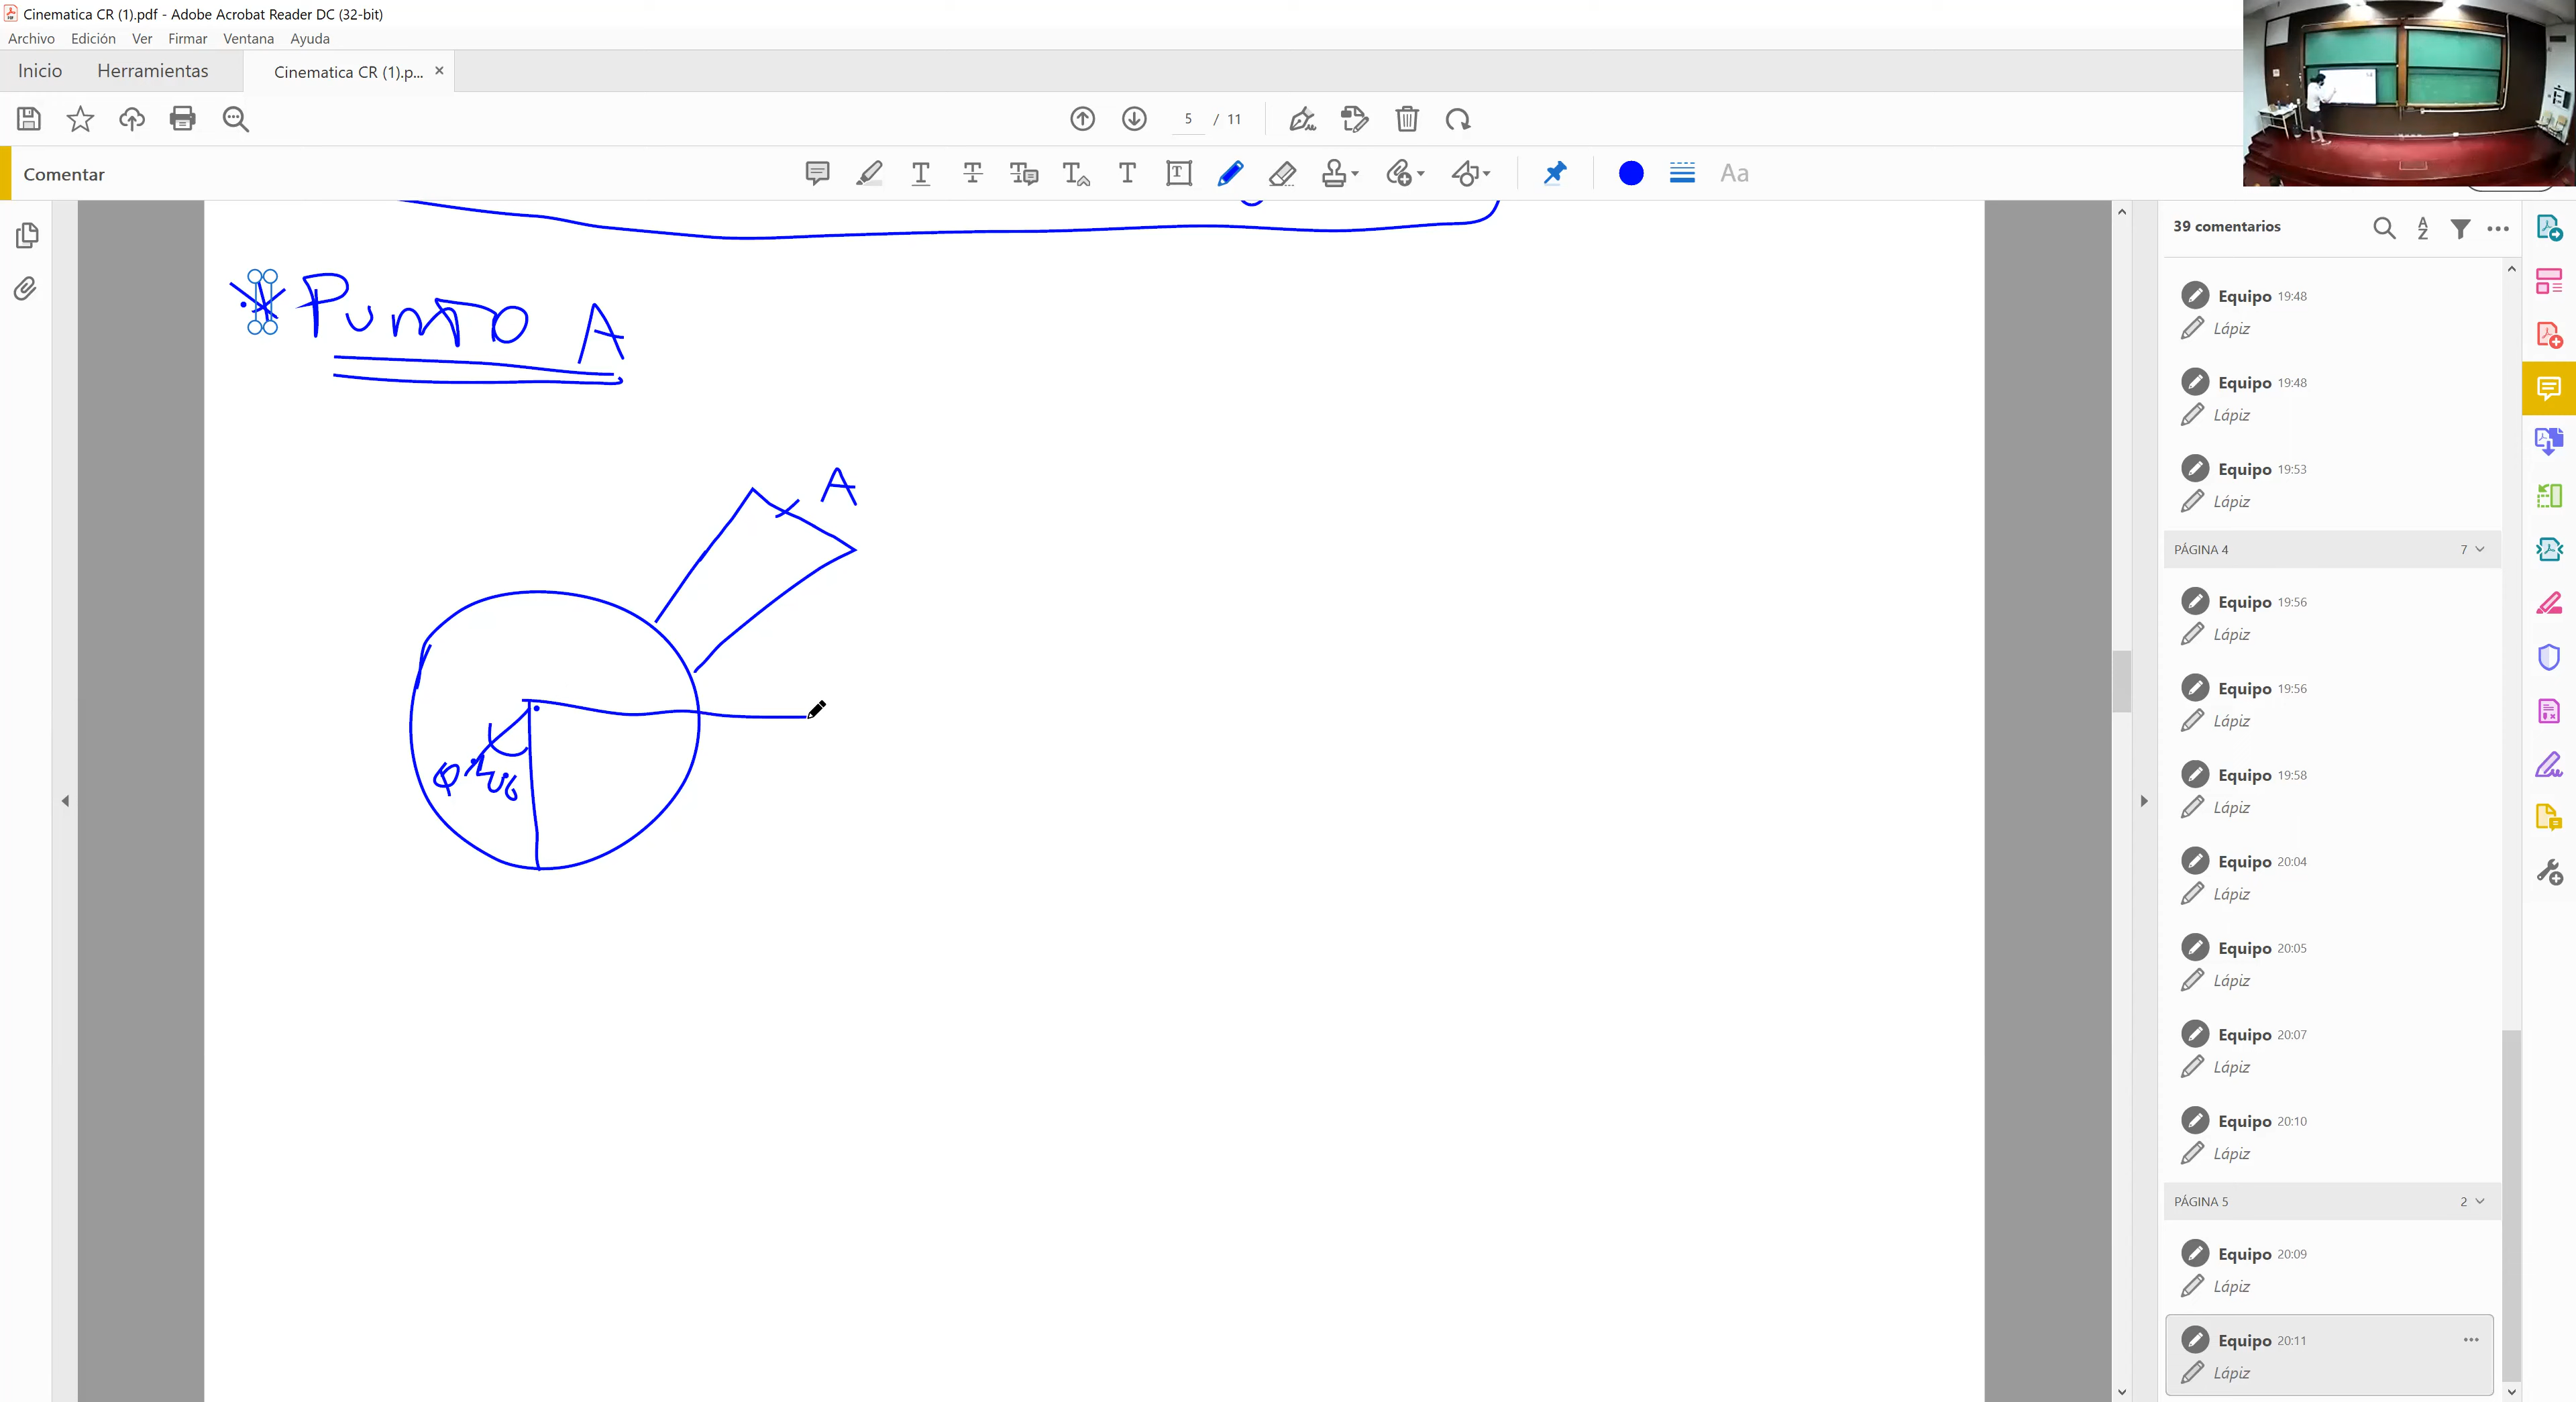 Cinematica CR (1).pdf - Adobe Acrobat Reader DC (32-bit)
Archivo Edición Ver Firmar Ventana Ayuda
Inicio Herramientas Cinematica CR (1).p... ×
5 / 11
Comentar
Aa
39 comentarios
Punto A
A
φ
Equipo 19:48
Lápiz
Equipo 19:48
Lápiz
Equipo 19:53
Lápiz
PÁGINA 4 7
Equipo 19:56
Lápiz
Equipo 19:56
Lápiz
Equipo 19:58
Lápiz
Equipo 20:04
Lápiz
Equipo 20:05
Lápiz
Equipo 20:07
Lápiz
Equipo 20:10
Lápiz
PÁGINA 5 2
Equipo 20:09
Lápiz
Equipo 20:11
Lápiz